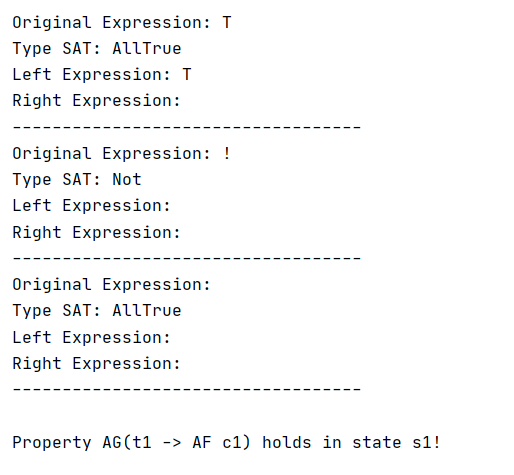 Original Expression: T
Type SAT: AllTrue
Left Expression: T
Right Expression:
-----------------------------------
Original Expression: !
Type SAT: Not
Left Expression:
Right Expression:
-----------------------------------
Original Expression:
Type SAT: AllTrue
Left Expression:
Right Expression:
-----------------------------------
Property AG(t1 -> AF c1) holds in state s1!